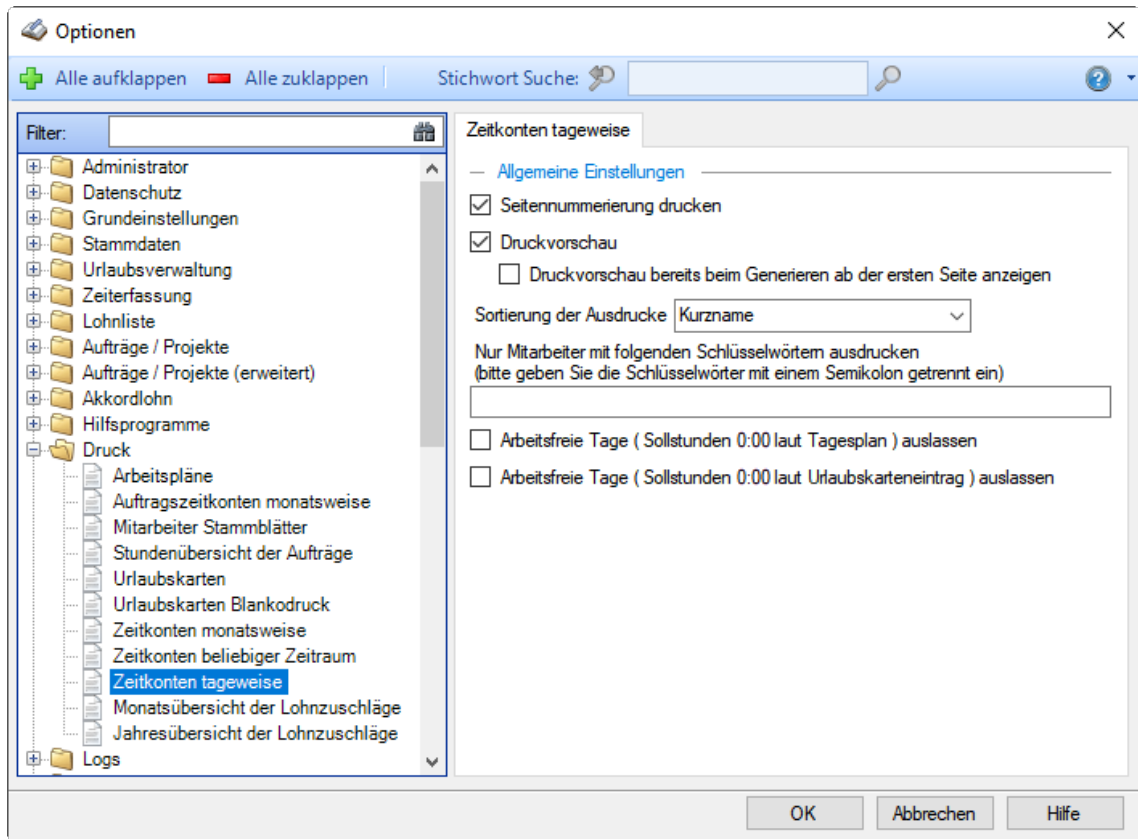 Optionen
Alle aufklappen Alle zuklappen Stichwort Suche:
Filter:
Administrator
Datenschutz
Grundeinstellungen
Stammdaten
Urlaubsverwaltung
Zeiterfassung
Lohnliste
Aufträge / Projekte
Aufträge / Projekte (erweitert)
Akkordlohn
Hilfsprogramme
Druck
Arbeitspläne
Auftragszeitkonten monatsweise
Mitarbeiter Stammblätter
Stundenübersicht der Aufträge
Urlaubskarten
Urlaubskarten Blankodruck
Zeitkonten monatsweise
Zeitkonten beliebiger Zeitraum
Zeitkonten tageweise
Monatsübersicht der Lohnzuschläge
Jahresübersicht der Lohnzuschläge
Logs
Zeitkonten tageweise
Allgemeine Einstellungen
Seitennummerierung drucken
Druckvorschau
Druckvorschau bereits beim Generieren ab der ersten Seite anzeigen
Sortierung der Ausdrucke Kurzname
Nur Mitarbeiter mit folgenden Schlüsselwörtern ausdrucken
(bitte geben Sie die Schlüsselwörter mit einem Semikolon getrennt ein)
Arbeitsfreie Tage ( Sollstunden 0:00 laut Tagesplan ) auslassen
Arbeitsfreie Tage ( Sollstunden 0:00 laut Urlaubskarteneintrag ) auslassen
OK Abbrechen Hilfe